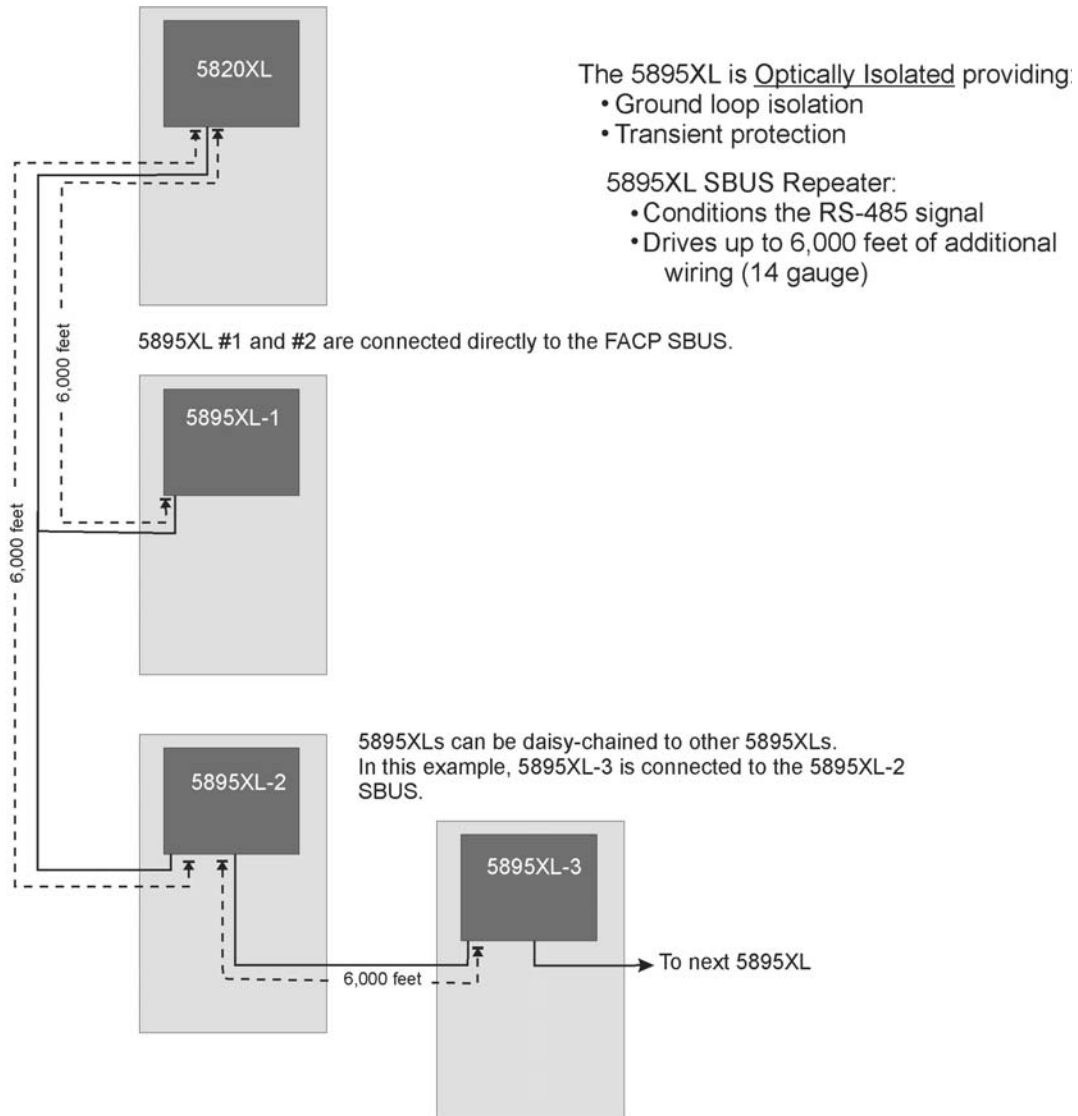 5820XL
The 5895XL is Optically Isolated providing:
• Ground loop isolation
• Transient protection
5895XL SBUS Repeater:
• Conditions the RS-485 signal
• Drives up to 6,000 feet of additional
wiring (14 gauge)
5895XL #1 and #2 are connected directly to the FACP SBUS.
6,000 feet
5895XL-1
6,000 feet
5895XLs can be daisy-chained to other 5895XLs.
In this example, 5895XL-3 is connected to the 5895XL-2
SBUS.
5895XL-2
5895XL-3
6,000 feet
To next 5895XL